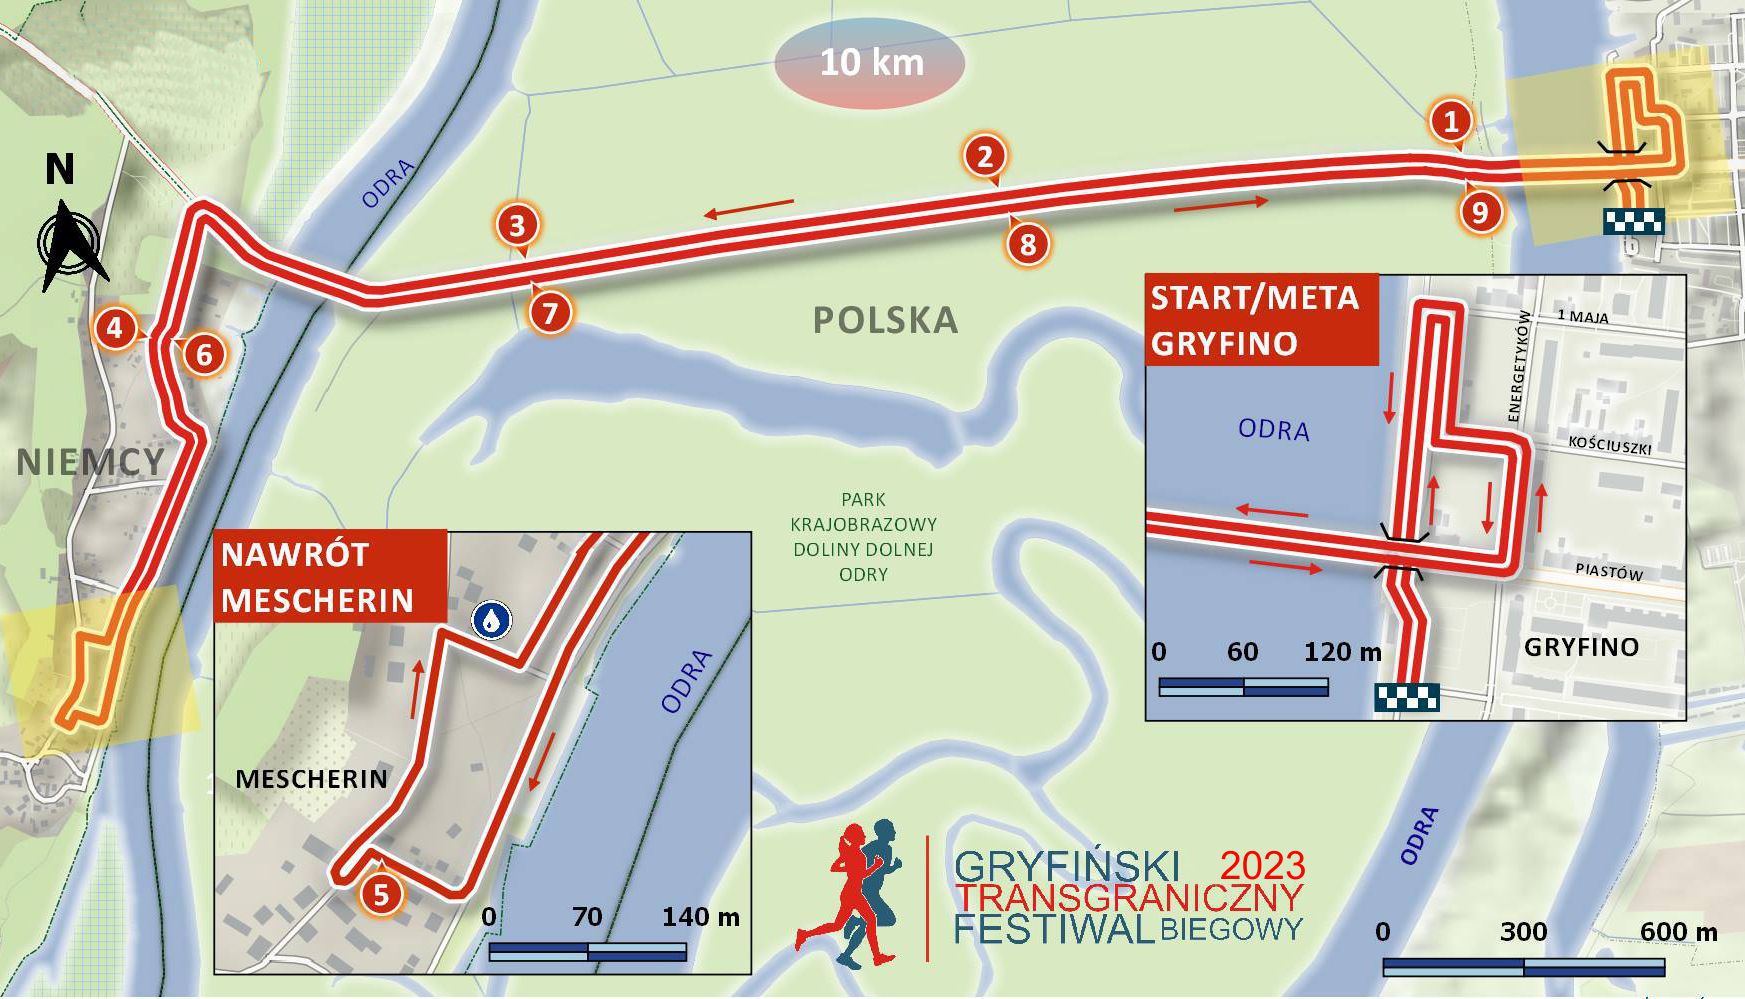 10 km
N
ODRA
1
2
3
8
9
7
4
6
POLSKA
NIEMCY
START/META
GRYFINO
1 MAJA
ENERGETYKÓW
ODRA
KOŚCIUSZKI
PIASTÓW
GRYFINO
0 60 120 m
PARK
KRAJOBRAZOWY
DOLINY DOLNEJ
ODRY
NAWRÓT
MESCHERIN
ODRA
MESCHERIN
5
0 70 140 m
ODRA
GRYFIŃSKI 2023
TRANSGRANICZNY
FESTIWAL BIEGOWY
0 300 600 m